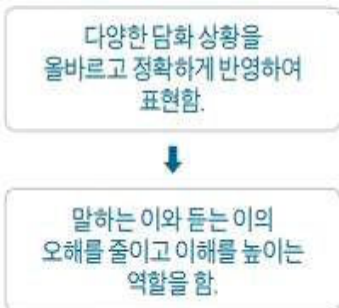 다양한 담화 상황을
올바르고 정확하게 반영하여
표현함.
말하는 이와 듣는 이의
오해를 줄이고 이해를 높이는
역할을 함.